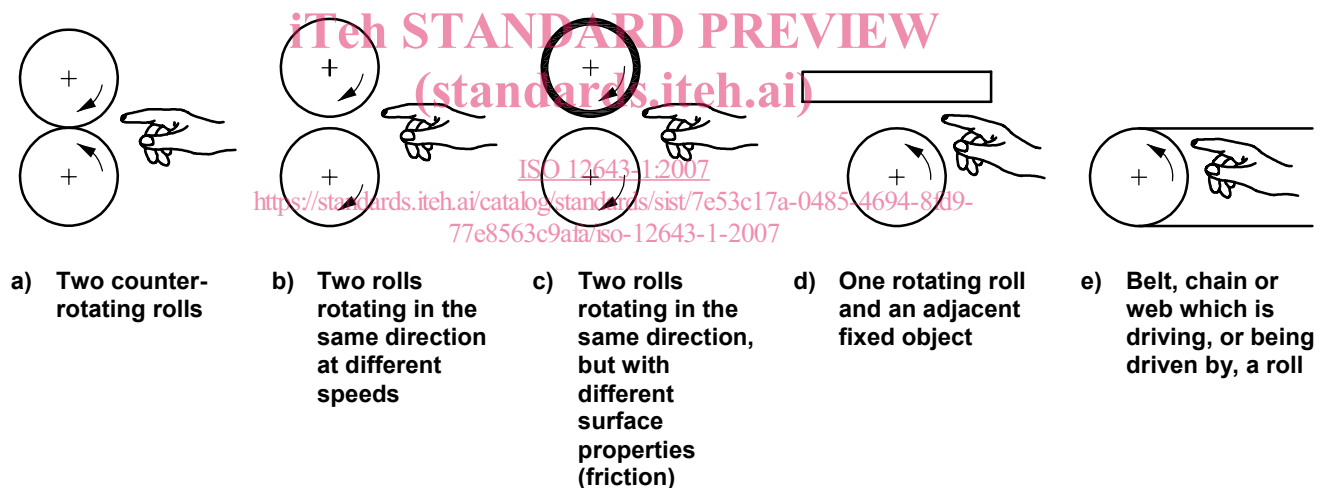 iTeh STANDARD PREVIEW
(standards.iteh.ai)
ISO 12643-1:2007
https://standards.iteh.ai/catalog/standards/sist/7e53c17a-0485-4694-8fd9-
77e8563c9afa/iso-12643-1-2007
a) Two counter-
rotating rolls
b) Two rolls
rotating in the
same direction
at different
speeds
c) Two rolls
rotating in the
same direction,
but with
different
surface
properties
(friction)
d) One rotating roll
and an adjacent
fixed object
e) Belt, chain or
web which is
driving, or being
driven by, a roll